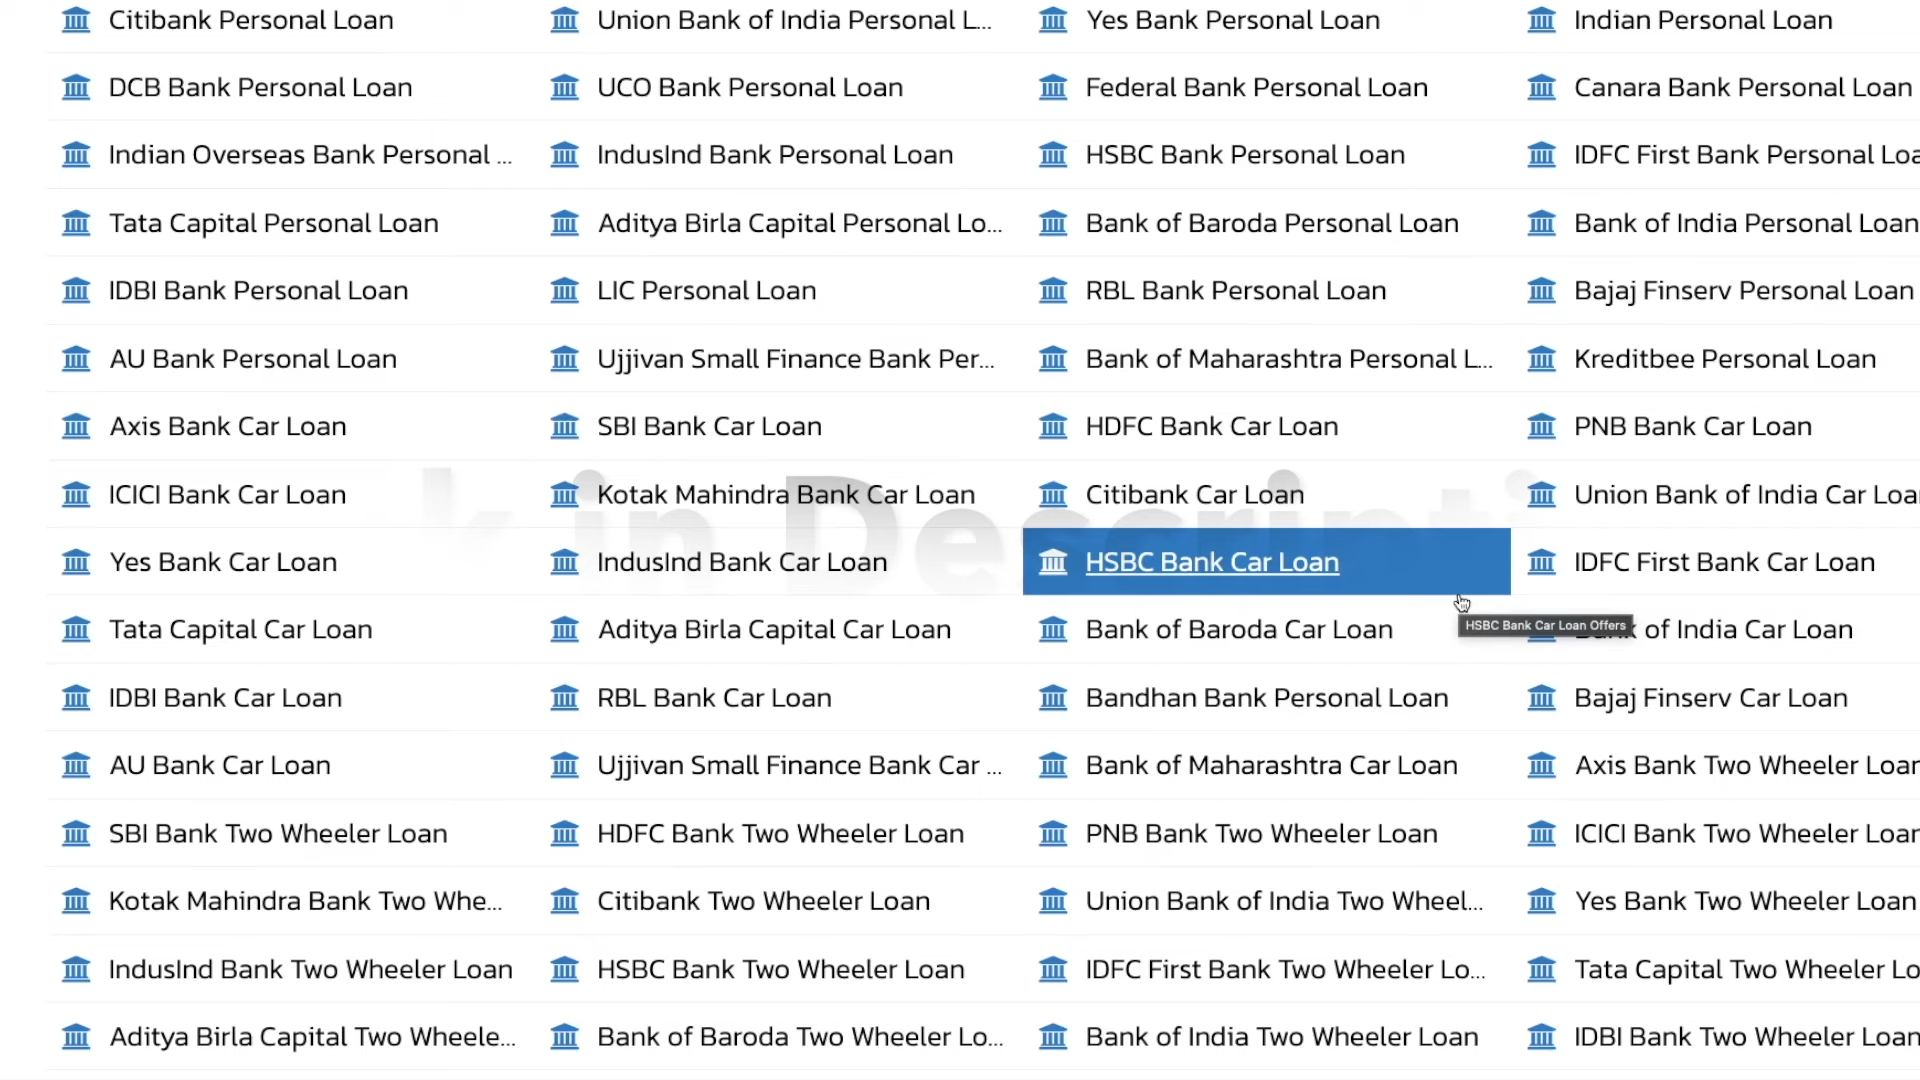 Citibank Personal Loan
Union Bank of India Personal L...
Yes Bank Personal Loan
Indian Personal Loan
DCB Bank Personal Loan
UCO Bank Personal Loan
Federal Bank Personal Loan
Canara Bank Personal Loan
Indian Overseas Bank Personal ...
IndusInd Bank Personal Loan
HSBC Bank Personal Loan
IDFC First Bank Personal Loa
Tata Capital Personal Loan
Aditya Birla Capital Personal Lo...
Bank of Baroda Personal Loan
Bank of India Personal Loan
IDBI Bank Personal Loan
LIC Personal Loan
RBL Bank Personal Loan
Bajaj Finserv Personal Loan
AU Bank Personal Loan
Ujjivan Small Finance Bank Per...
Bank of Maharashtra Personal L...
Kreditbee Personal Loan
Axis Bank Car Loan
SBI Bank Car Loan
HDFC Bank Car Loan
PNB Bank Car Loan
ICICI Bank Car Loan
Kotak Mahindra Bank Car Loan
Citibank Car Loan
Union Bank of India Car Loa
k in Descripti
Yes Bank Car Loan
IndusInd Bank Car Loan
HSBC Bank Car Loan
IDFC First Bank Car Loan
Tata Capital Car Loan
Aditya Birla Capital Car Loan
Bank of Baroda Car Loan
HSBC Bank Car Loan Offers
k of India Car Loan
IDBI Bank Car Loan
RBL Bank Car Loan
Bandhan Bank Personal Loan
Bajaj Finserv Car Loan
AU Bank Car Loan
Ujjivan Small Finance Bank Car ...
Bank of Maharashtra Car Loan
Axis Bank Two Wheeler Loan
SBI Bank Two Wheeler Loan
HDFC Bank Two Wheeler Loan
PNB Bank Two Wheeler Loan
ICICI Bank Two Wheeler Loan
Kotak Mahindra Bank Two Whe...
Citibank Two Wheeler Loan
Union Bank of India Two Wheel...
Yes Bank Two Wheeler Loan
IndusInd Bank Two Wheeler Loan
HSBC Bank Two Wheeler Loan
IDFC First Bank Two Wheeler Lo...
Tata Capital Two Wheeler Lo
Aditya Birla Capital Two Wheele...
Bank of Baroda Two Wheeler Lo...
Bank of India Two Wheeler Loan
IDBI Bank Two Wheeler Loan